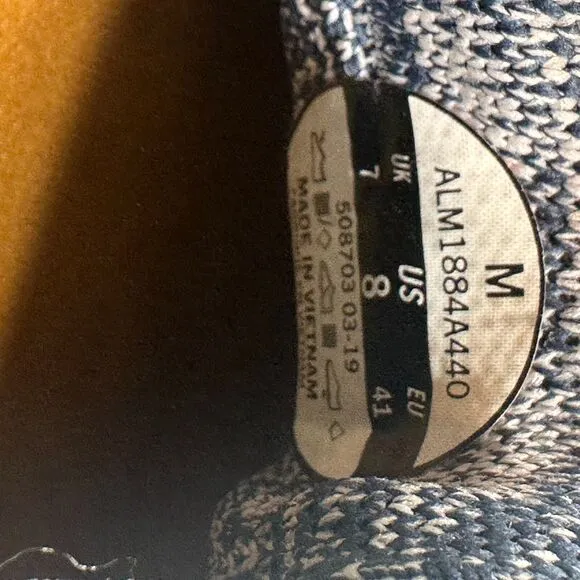 M
ALM1884A440
UK US EU
7 8 41
508703 03-19
MADE IN VIETNAM